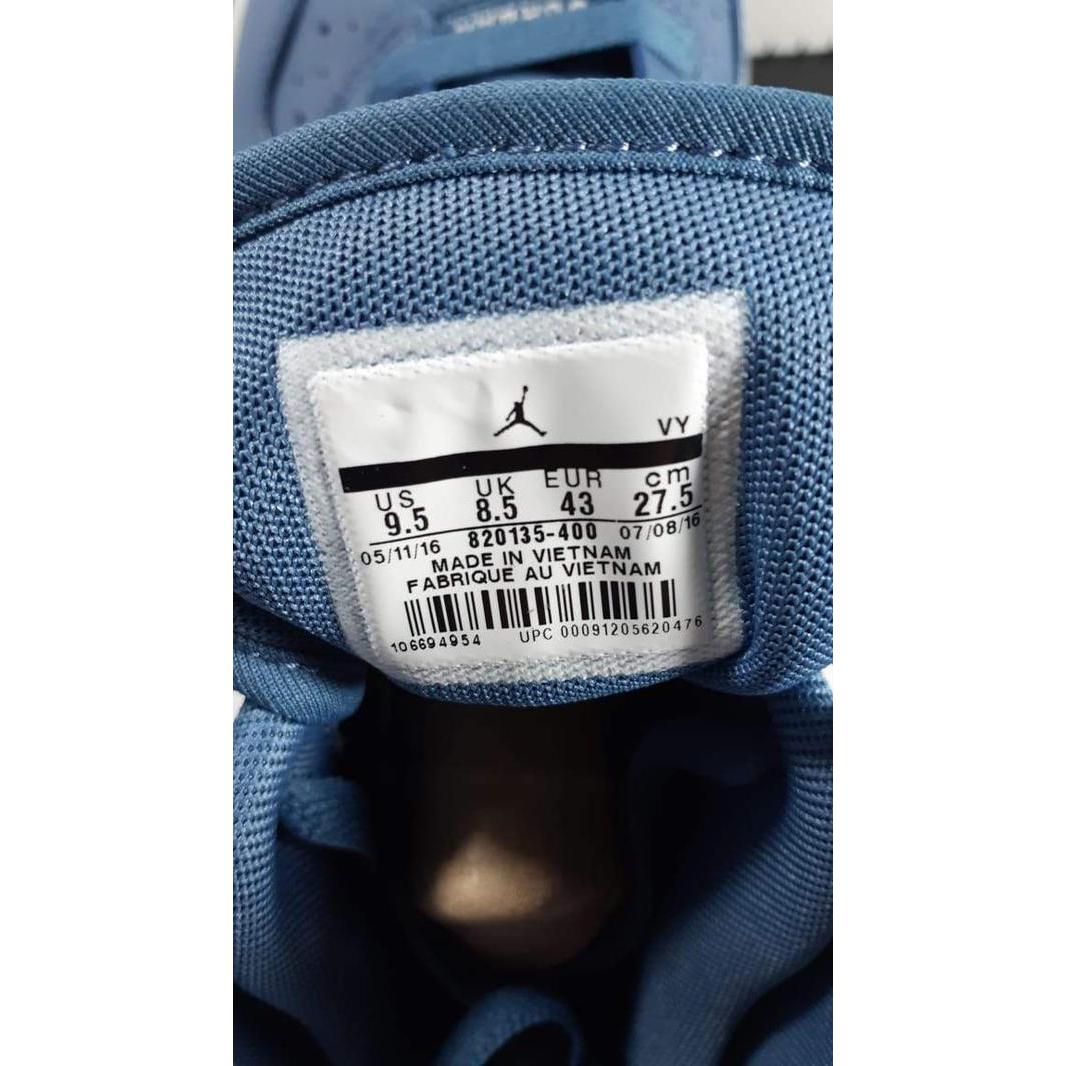 VY
US UK EUR cm
9.5 8.5 43 27.5
05/11/16 820135-400 07/08/16
MADE IN VIETNAM
FABRIQUE AU VIETNAM
106694954 UPC 00091205620476